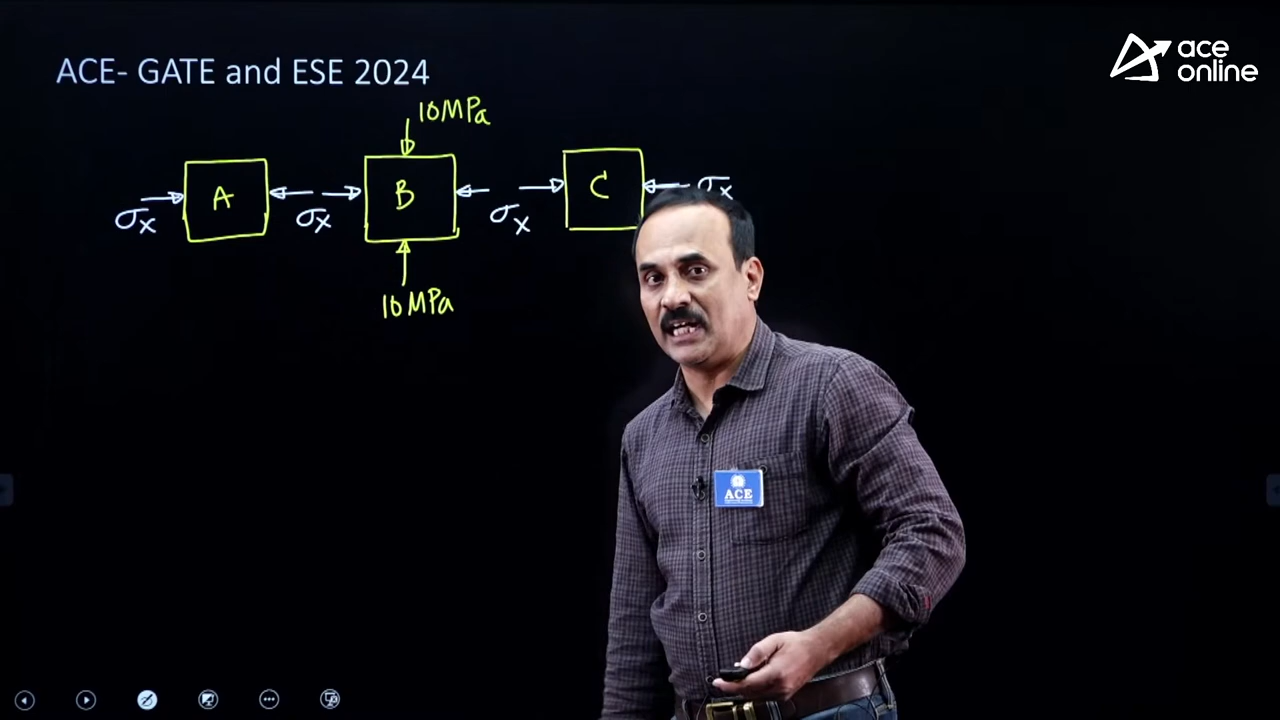 ACE- GATE and ESE 2024
ace
online
10MPa
A
B
C
σx
σx
σx
σx
10MPa
ACE